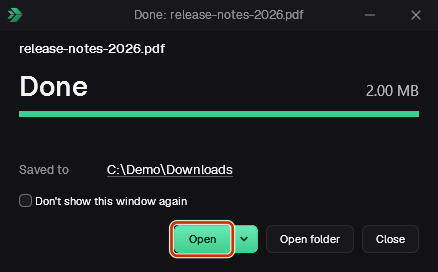 Done: release-notes-2026.pdf
release-notes-2026.pdf
Done
2.00 MB
Saved to C:\Demo\Downloads
Don't show this window again
Open Open folder Close